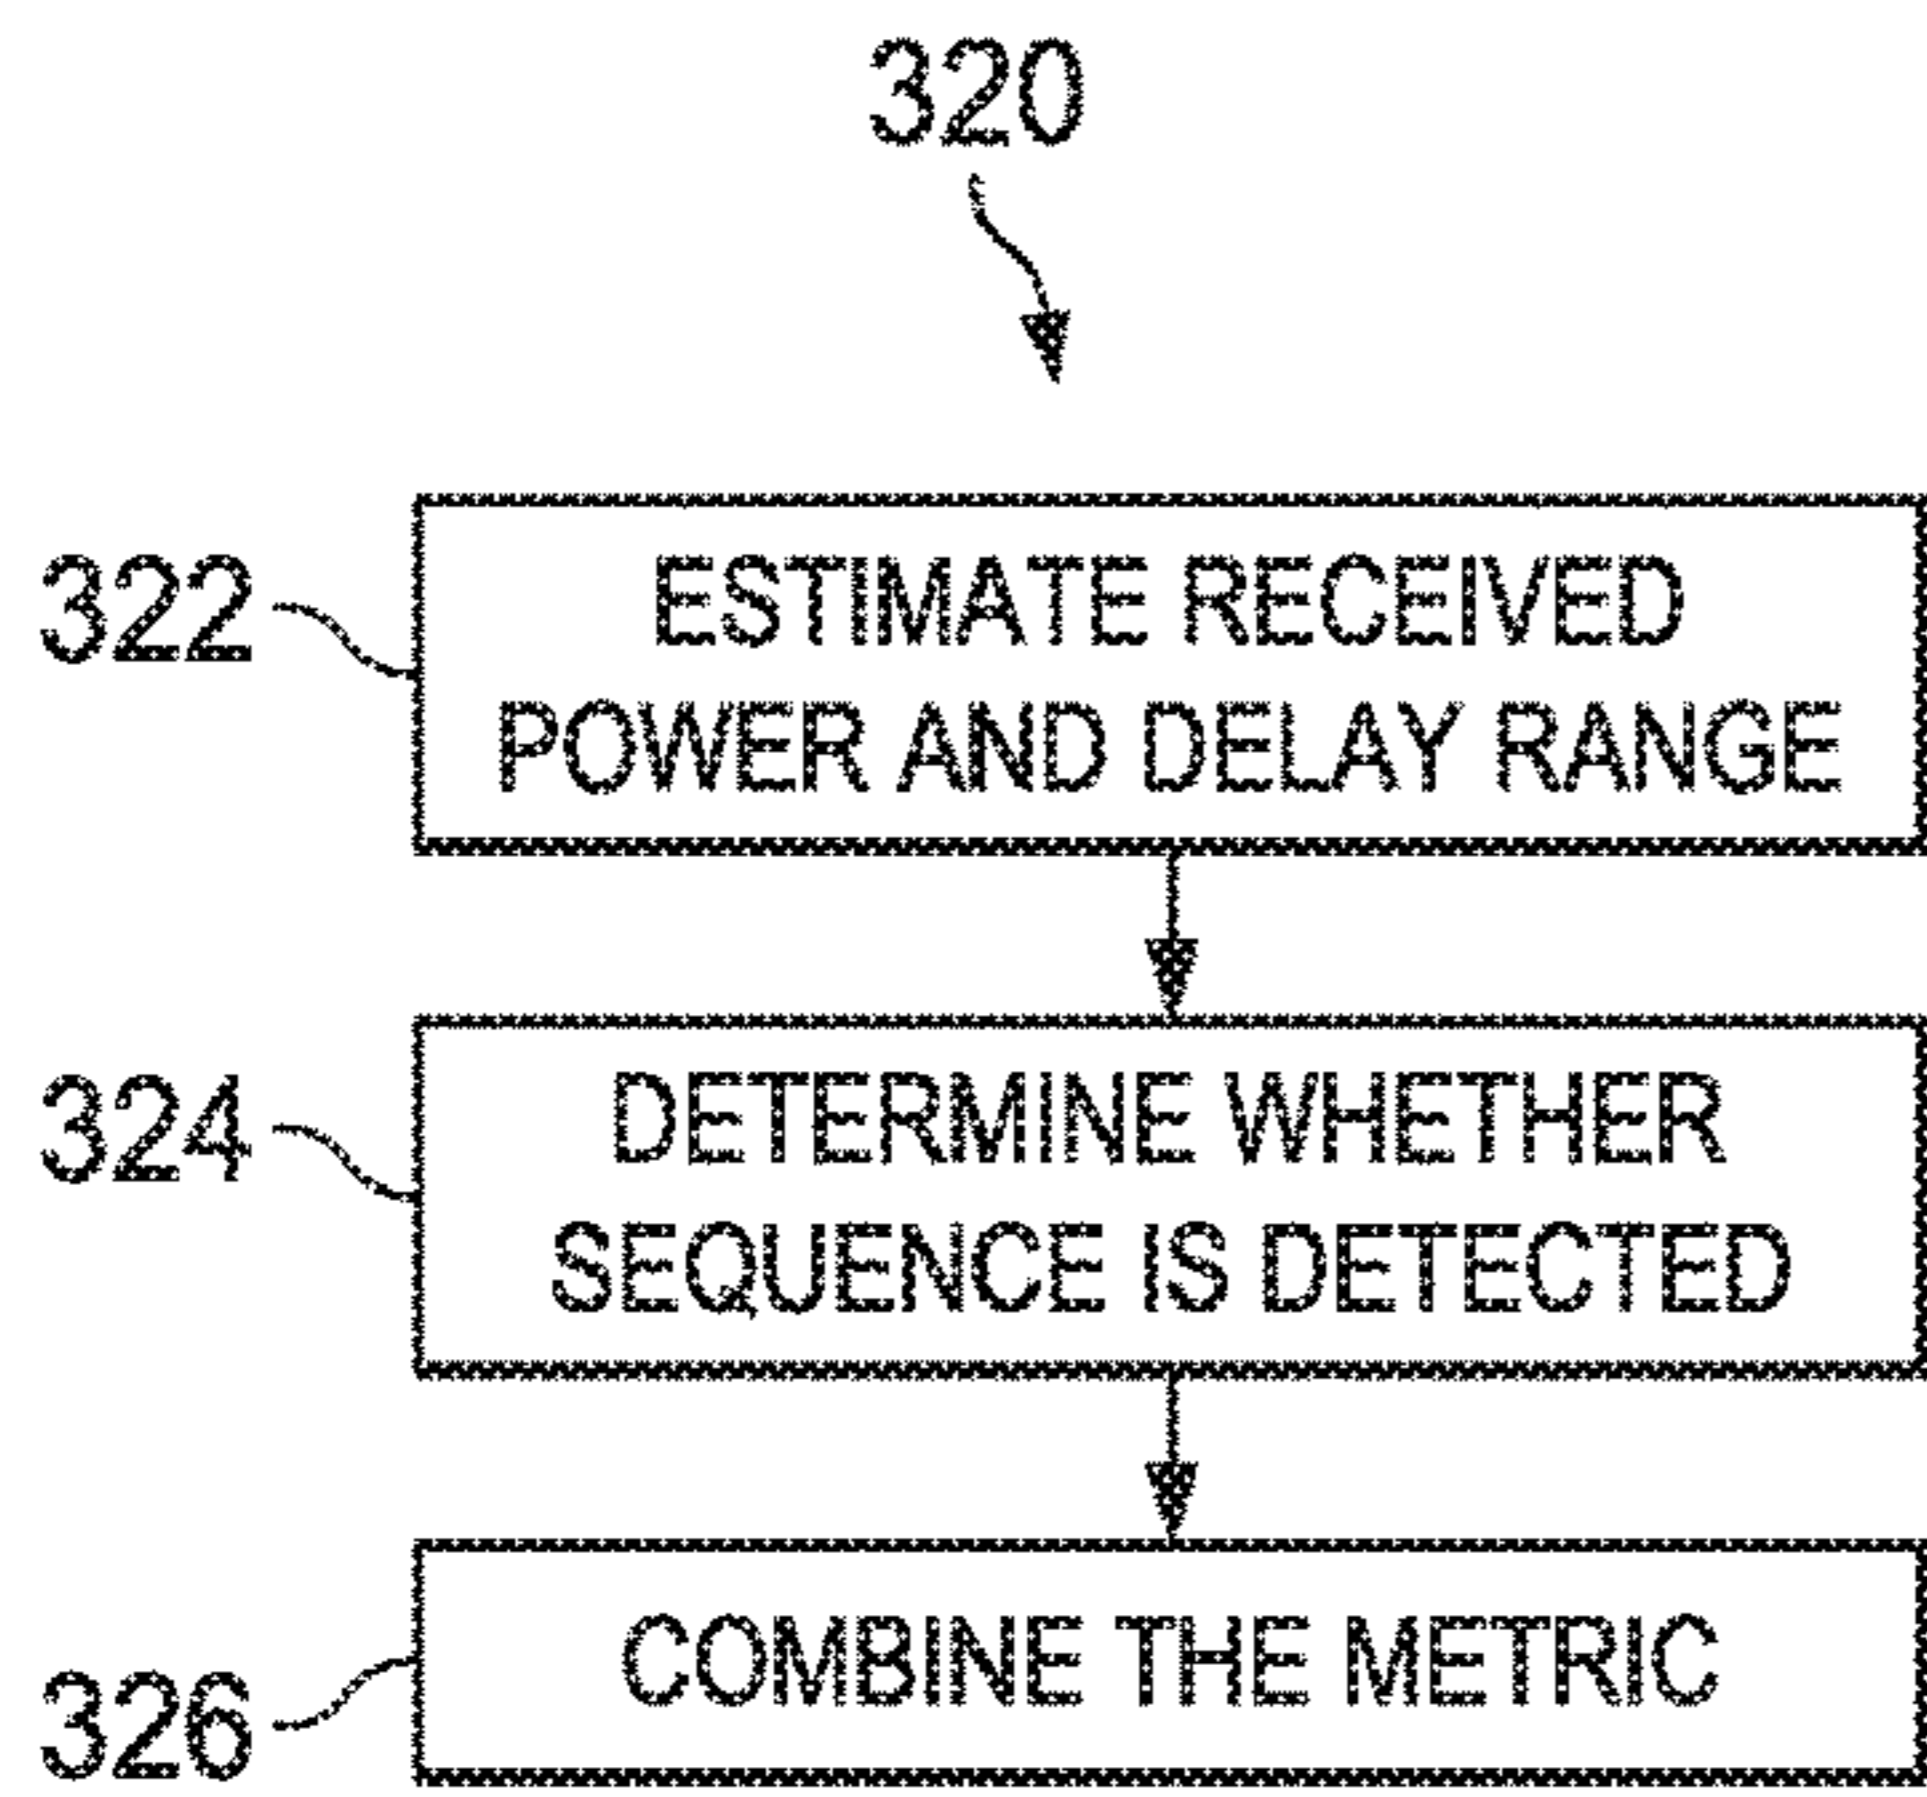 320
322
ESTIMATE RECEIVED
POWER AND DELAY RANGE
324
DETERMINE WHETHER
SEQUENCE IS DETECTED
326
COMBINE THE METRIC